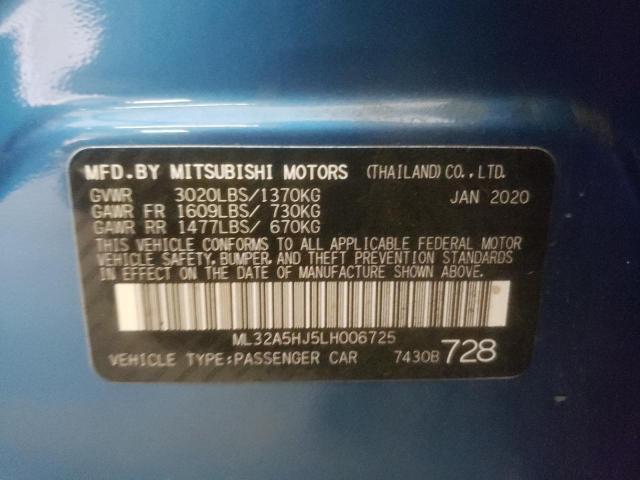 MFD.BY MITSUBISHI MOTORS (THAILAND) CO., LTD.
GVWR 3020LBS/1370KG JAN 2020
GAWR FR 1609LBS/ 730KG
GAWR RR 1477LBS/ 670KG
THIS VEHICLE CONFORMS TO ALL APPLICABLE FEDERAL MOTOR
VEHICLE SAFETY, BUMPER, AND THEFT PREVENTION STANDARDS
IN EFFECT ON THE DATE OF MANUFACTURE SHOWN ABOVE.
ML32A5HJ5LH006725
VEHICLE TYPE:PASSENGER CAR 7430B 728